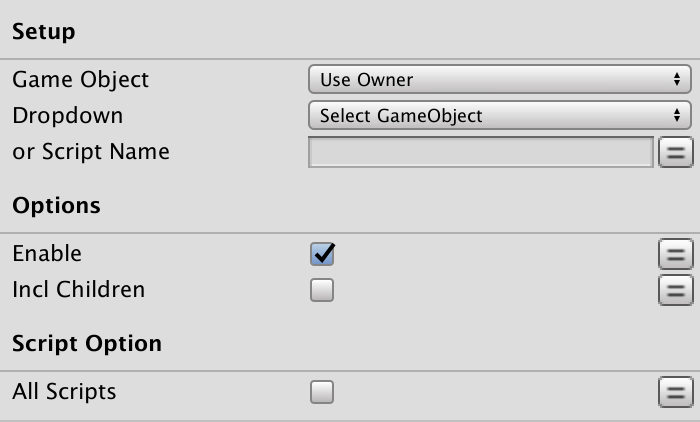 Setup
Game Object Use Owner
Dropdown Select GameObject
or Script Name
Options
Enable
Incl Children
Script Option
All Scripts